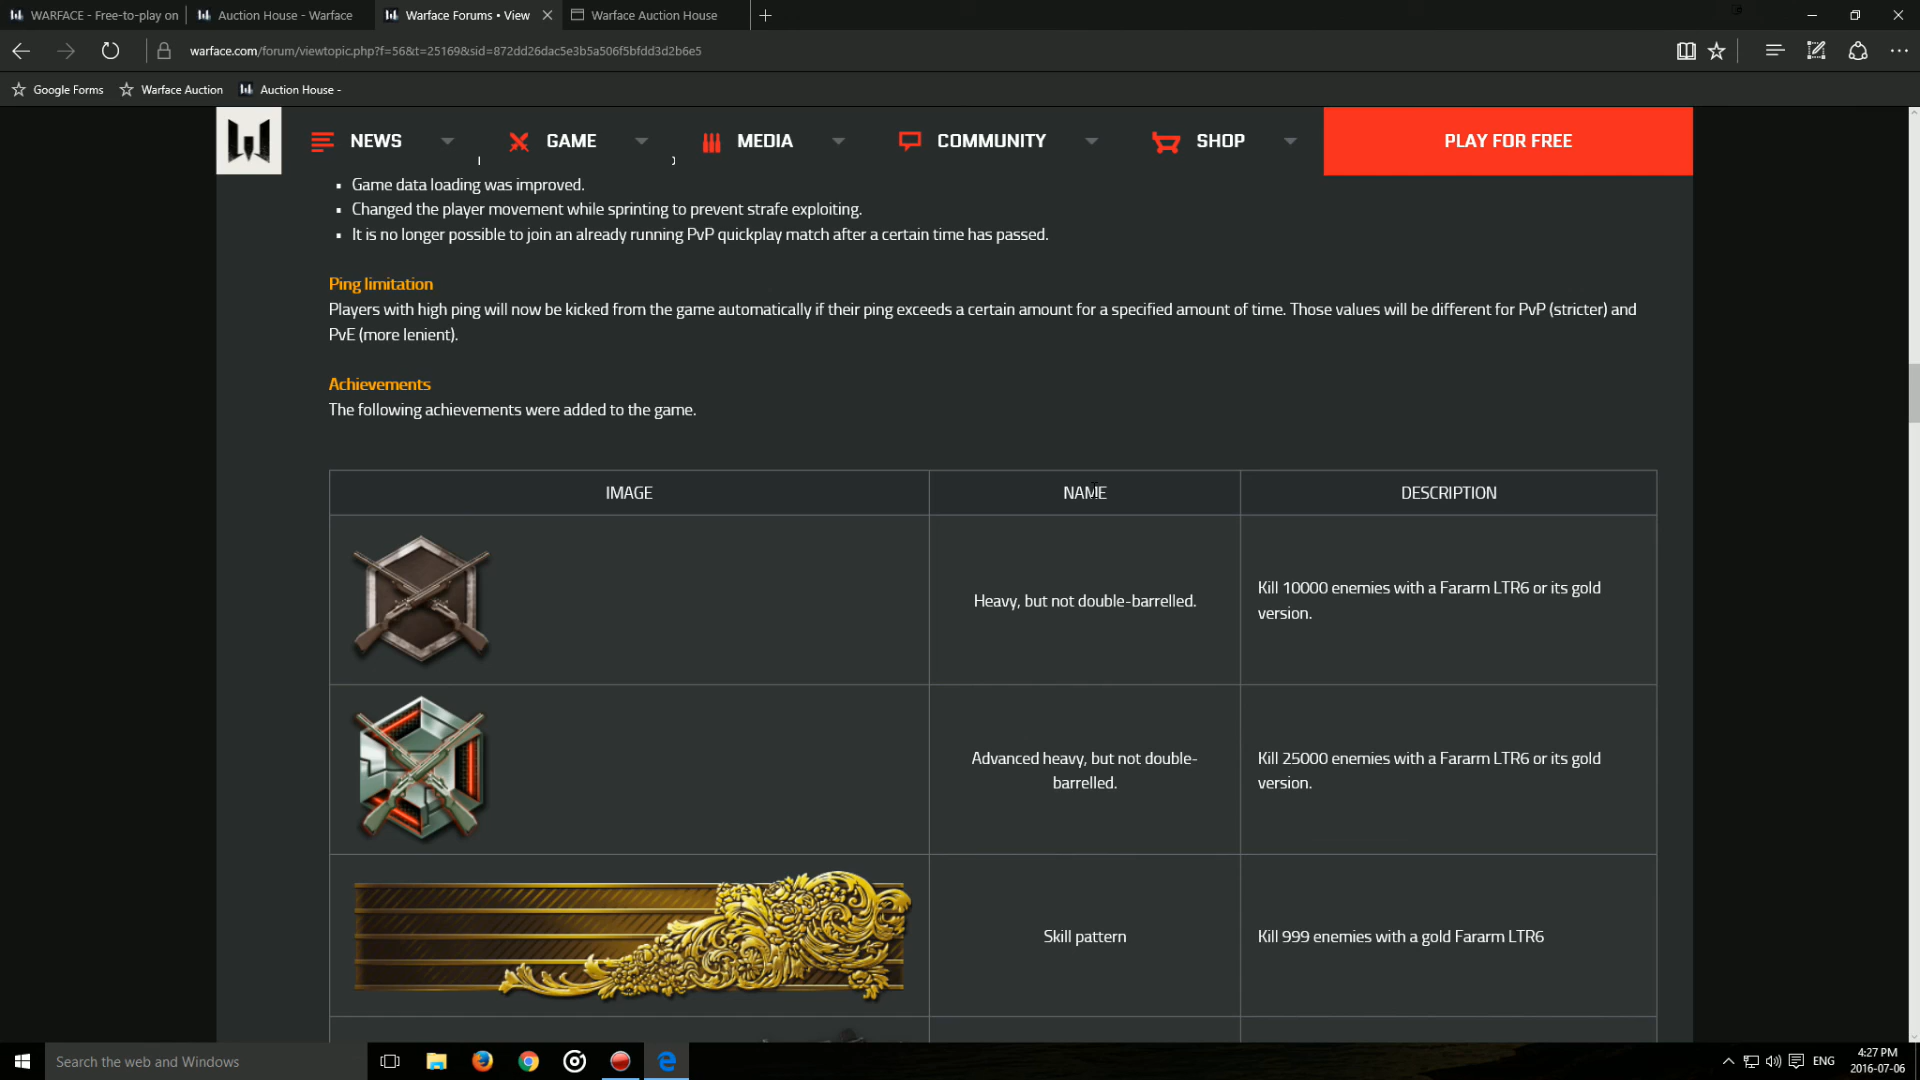 WARFACE - Free-to-play on
Auction House - Warface
Warface Forums • View
Warface Auction House
warface.com/forum/viewtopic.php?f=56&t=25169&sid=872dd26dac5e3b5a506f5bfdd3d2b6e5
Google Forms
Warface Auction
Auction House -
NEWS
GAME
MEDIA
COMMUNITY
SHOP
PLAY FOR FREE
▪ Game data loading was improved.
▪ Changed the player movement while sprinting to prevent strafe exploiting.
▪ It is no longer possible to join an already running PvP quickplay match after a certain time has passed.
Ping limitation
Players with high ping will now be kicked from the game automatically if their ping exceeds a certain amount for a specified amount of time. Those values will be different for PvP (stricter) and
PvE (more lenient).
Achievements
The following achievements were added to the game.
IMAGE
NAME
DESCRIPTION
Heavy, but not double-barrelled.
Kill 10000 enemies with a Fararm LTR6 or its gold
version.
Advanced heavy, but not double-
barrelled.
Kill 25000 enemies with a Fararm LTR6 or its gold
version.
Skill pattern
Kill 999 enemies with a gold Fararm LTR6
Search the web and Windows
ENG
4:27 PM
2016-07-06